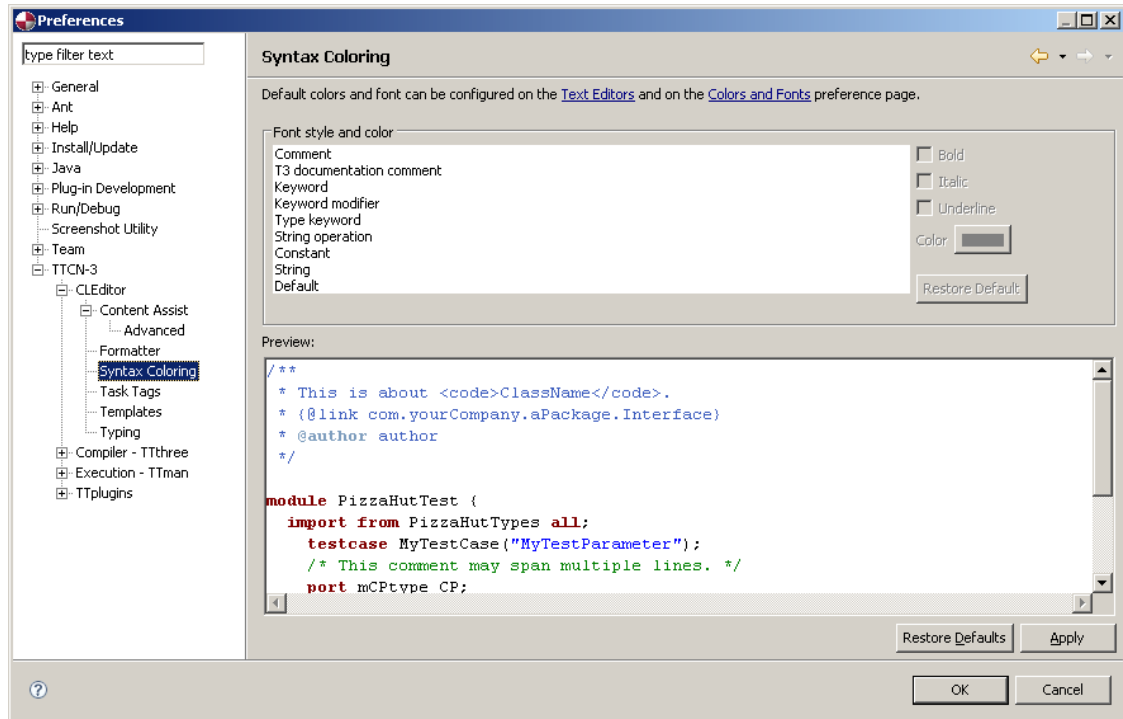 Preferences
type filter text
General
Ant
Help
Install/Update
Java
Plug-in Development
Run/Debug
Screenshot Utility
Team
TTCN-3
CLEditor
Content Assist
Advanced
Formatter
Syntax Coloring
Task Tags
Templates
Typing
Compiler - TTthree
Execution - TTman
TTplugins
Syntax Coloring
Default colors and font can be configured on the Text Editors and on the Colors and Fonts preference page.
Font style and color
Comment
T3 documentation comment
Keyword
Keyword modifier
Type keyword
String operation
Constant
String
Default
Bold
Italic
Underline
Color
Restore Default
Preview:
/**
* This is about <code>ClassName</code>.
* {@link com.yourCompany.aPackage.Interface}
* @author author
*/
module PizzaHutTest {
import from PizzaHutTypes all;
testcase MyTestCase("MyTestParameter");
/* This comment may span multiple lines. */
port mCPtype CP;
Restore Defaults
Apply
?
OK
Cancel